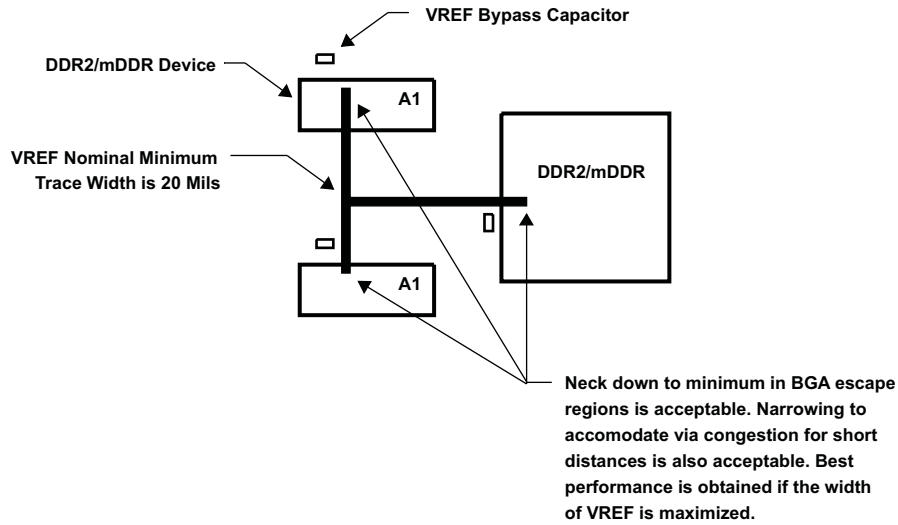 VREF Bypass Capacitor
DDR2/mDDR Device
A1
VREF Nominal Minimum
Trace Width is 20 Mils
DDR2/mDDR
A1
Neck down to minimum in BGA escape
regions is acceptable. Narrowing to
accomodate via congestion for short
distances is also acceptable. Best
performance is obtained if the width
of VREF is maximized.